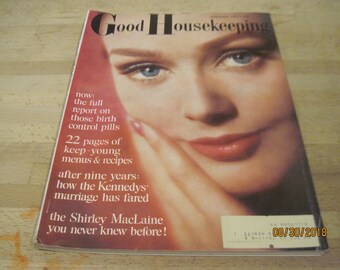 Good Housekeeping
now:
the full
report on
those birth
control pills
22 pages of
keep-young
menus & recipes
after nine years:
how the Kennedys'
marriage has fared
the Shirley MacLaine
you never knew before!
08/30/2018